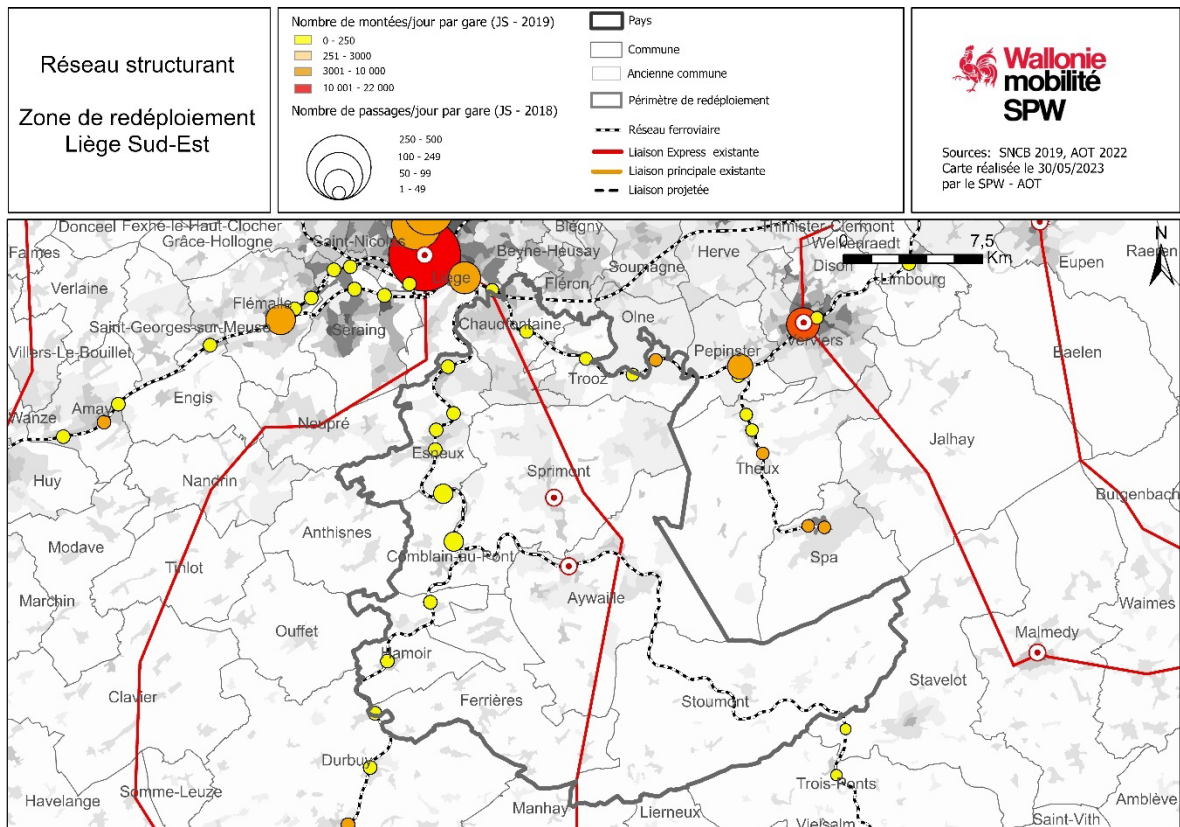 Réseau structurant
Zone de redéploiement
Liège Sud-Est
Nombre de montées/jour par gare (JS - 2019)
0 - 250
251 - 3000
3001 - 10 000
10 001 - 22 000
Nombre de passages/jour par gare (JS - 2018)
250 - 500
100 - 249
50 - 99
1 - 49
Pays
Commune
Ancienne commune
Périmètre de redéploiement
Réseau ferroviaire
Liaison Express existante
Liaison principale existante
Liaison projetée
Wallonie
mobilité
SPW
Sources: SNCB 2019, AOT 2022
Carte réalisée le 30/05/2023
par le SPW - AOT
Donceel
Fexhe-le-Haut-Clocher
Grâce-Hollogne
Saint-Nicolas
Beyne-Heusay
Blegny
Soumagne
Herve
Thimister-Clermont
Welkenraedt
0
7,5
Km
N
Faimes
Verlaine
Flémalle
Liège
Fléron
Dison
Limbourg
Eupen
Raeren
Saint-Georges-sur-Meuse
Seraing
Chaudfontaine
Olne
Verviers
Villers-Le-Bouillet
Pepinster
Baelen
Trooz
Wanze
Amay
Engis
Neupré
Esneux
Sprimont
Theux
Jalhay
Huy
Nandrin
Butgenbach
Modave
Anthisnes
Comblain-au-Pont
Spa
Tinlot
Aywaille
Marchin
Waimes
Ouffet
Hamoir
Malmedy
Clavier
Ferrières
Stoumont
Stavelot
Durbuy
Havelange
Somme-Leuze
Manhay
Lierneux
Trois-Ponts
Vielsalm
Amblève
Saint-Vith